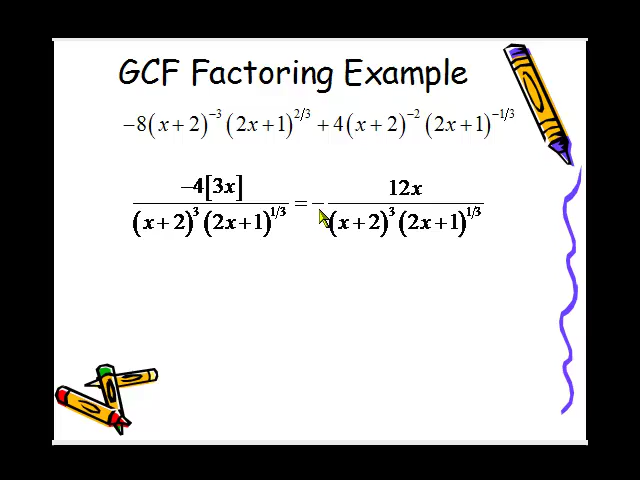 GCF Factoring Example
−8(x+2)^−3 (2x+1)^2/3 + 4(x+2)^−2 (2x+1)^−1/3
−4[3x] / (x+2)^3 (2x+1)^1/3 = − 12x / (x+2)^3 (2x+1)^1/3